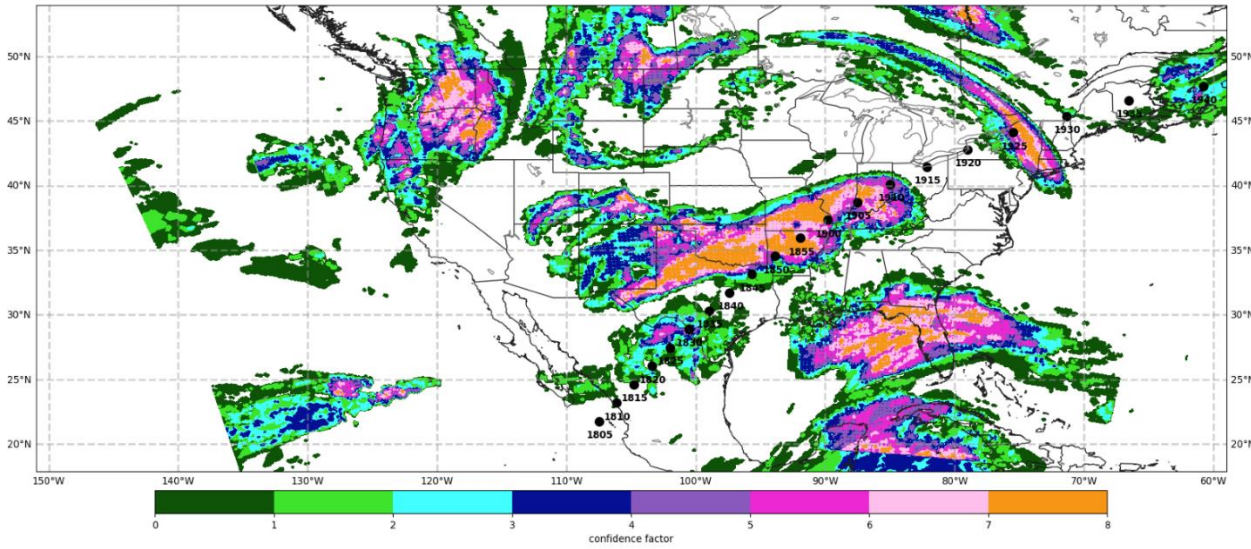 50°N 50°N
1940
1935
45°N 1930 45°N
1925
1920
40°N 1915 40°N
1910
1905
1900
35°N 1855 35°N
1850
1845
30°N 1840 30°N
1835
1830
1825
25°N 1820 25°N
1815
1810
20°N 1805 20°N
150°W 140°W 130°W 120°W 110°W 100°W 90°W 80°W 70°W 60°W
0 1 2 3 4 5 6 7 8
confidence factor